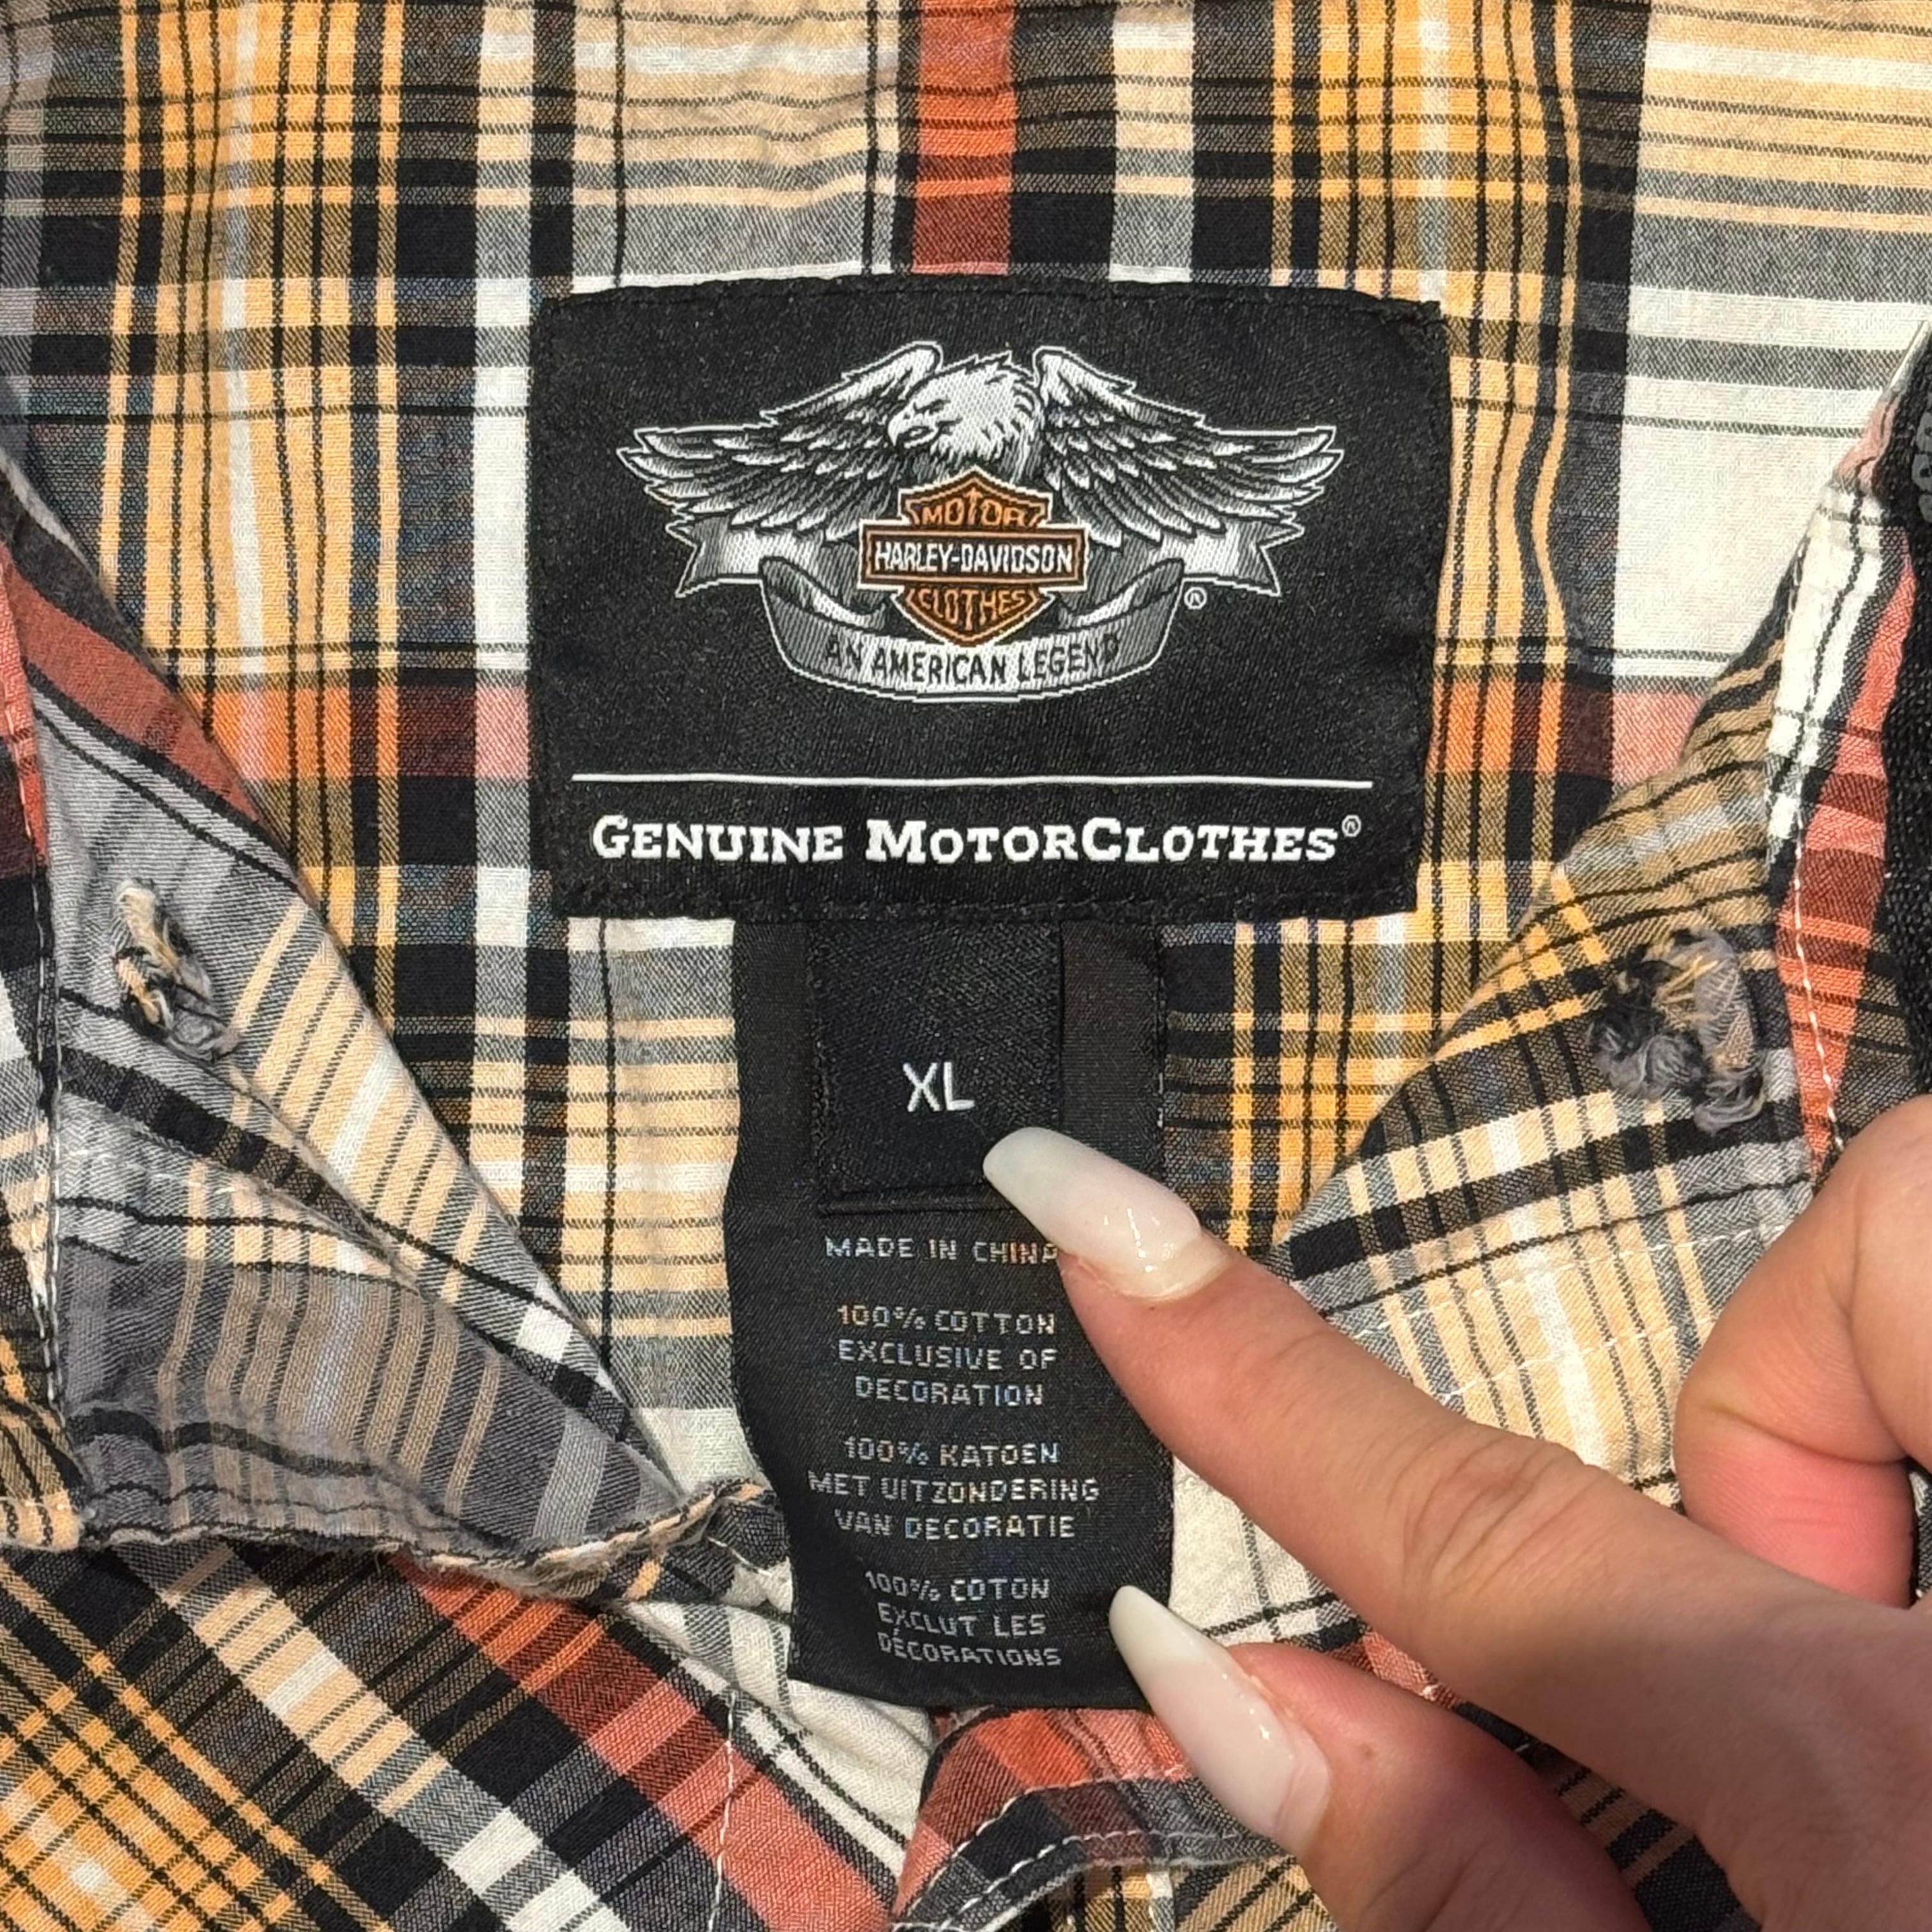 MOTOR
HARLEY-DAVIDSON
CLOTHES
®
AN AMERICAN LEGEND
GENUINE MOTORCLOTHES®
XL
MADE IN CHINA
100% COTTON
EXCLUSIVE OF
DECORATION
100% KATOEN
MET UITZONDERING
VAN DECORATIE
100% COTON
EXCLUT LES
DÉCORATIONS